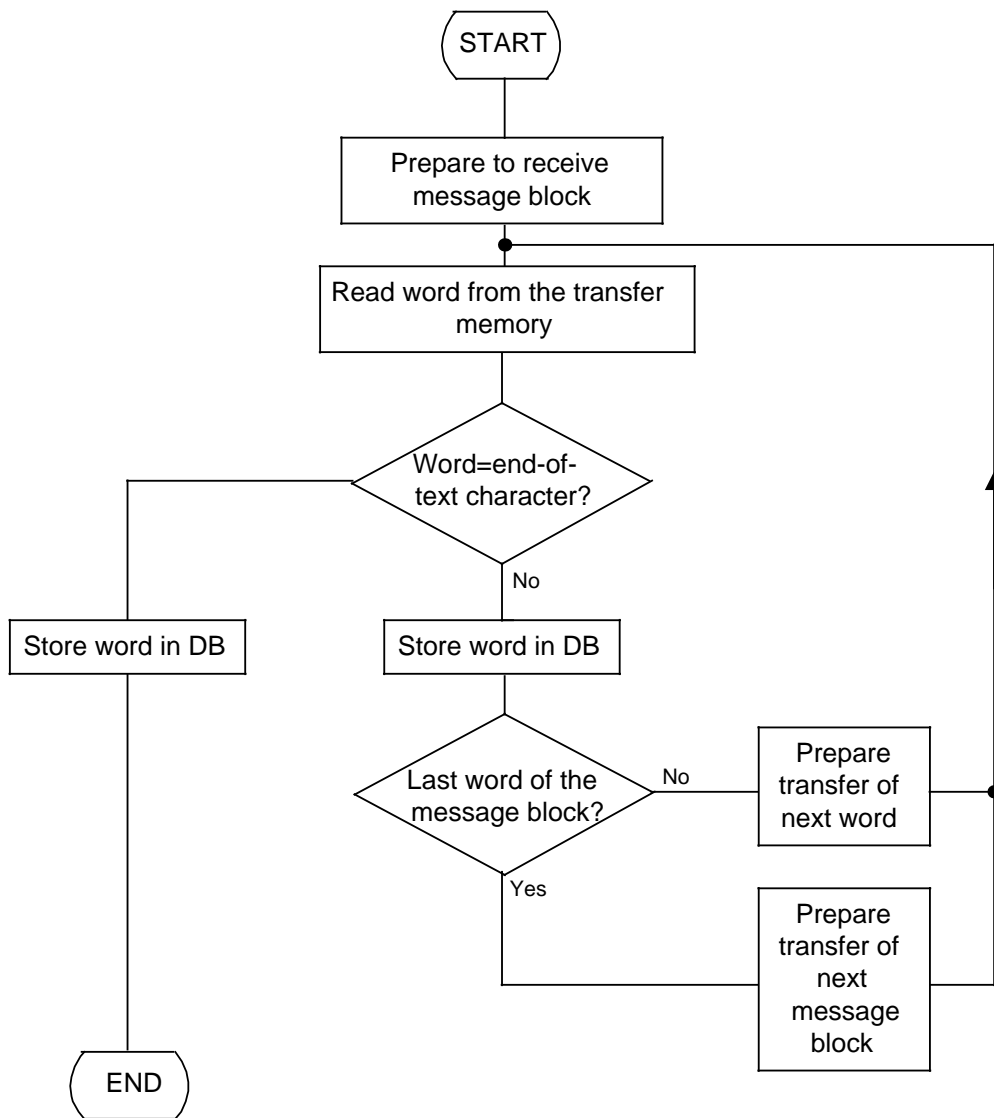 START
Prepare to receive
message block
Read word from the transfer
memory
Word=end-of-
text character?
No
Store word in DB
Store word in DB
Last word of the
message block?
No
Prepare
transfer of
next word
Yes
Prepare
transfer of
next
message
block
END